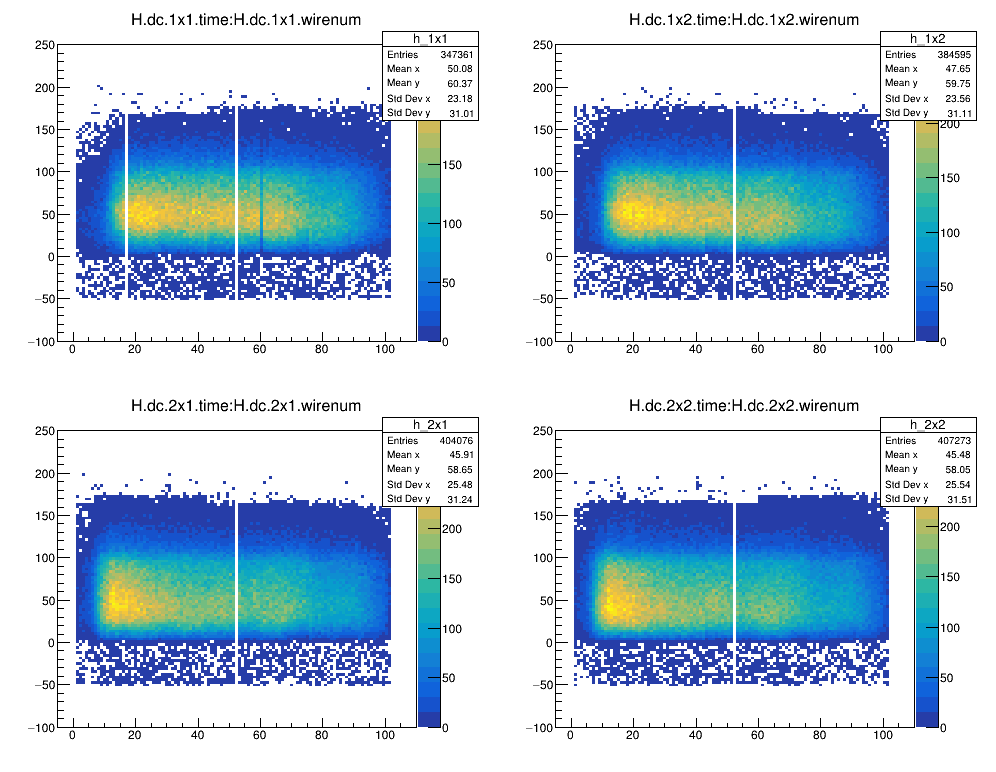 H.dc.1x1.time:H.dc.1x1.wirenum
h_1x1
Entries 347361
Mean x 50.08
Mean y 60.37
Std Dev x 23.18
Std Dev y 31.01
250
200
150
100
50
0
−50
−100
0 20 40 60 80 100
150
100
50
0
H.dc.1x2.time:H.dc.1x2.wirenum
h_1x2
Entries 384595
Mean x 47.65
Mean y 59.75
Std Dev x 23.56
Std Dev y 31.11
250
200
150
100
50
0
−50
−100
0 20 40 60 80 100
200
150
100
50
0
H.dc.2x1.time:H.dc.2x1.wirenum
h_2x1
Entries 404076
Mean x 45.91
Mean y 58.65
Std Dev x 25.48
Std Dev y 31.24
250
200
150
100
50
0
−50
−100
0 20 40 60 80 100
200
150
100
50
0
H.dc.2x2.time:H.dc.2x2.wirenum
h_2x2
Entries 407273
Mean x 45.48
Mean y 58.05
Std Dev x 25.54
Std Dev y 31.51
250
200
150
100
50
0
−50
−100
0 20 40 60 80 100
200
150
100
50
0